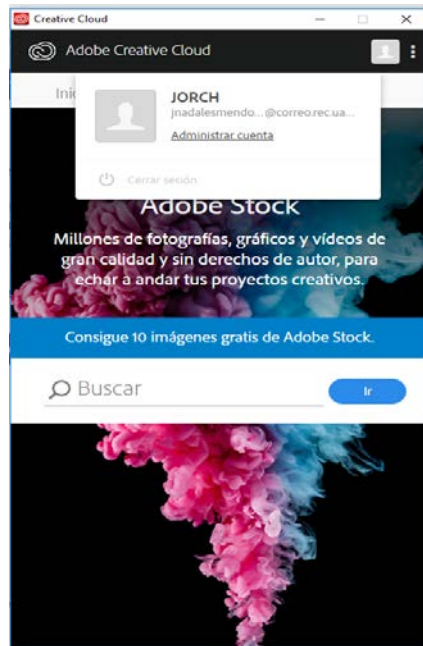 Creative Cloud
Adobe Creative Cloud
Inic
JORCH
jnadalesmendo...@correo.rec.ua...
Administrar cuenta
Cerrar sesión
Adobe Stock
Millones de fotografías, gráficos y vídeos de
gran calidad y sin derechos de autor, para
echar a andar tus proyectos creativos.
Consigue 10 imágenes gratis de Adobe Stock.
Buscar
Ir